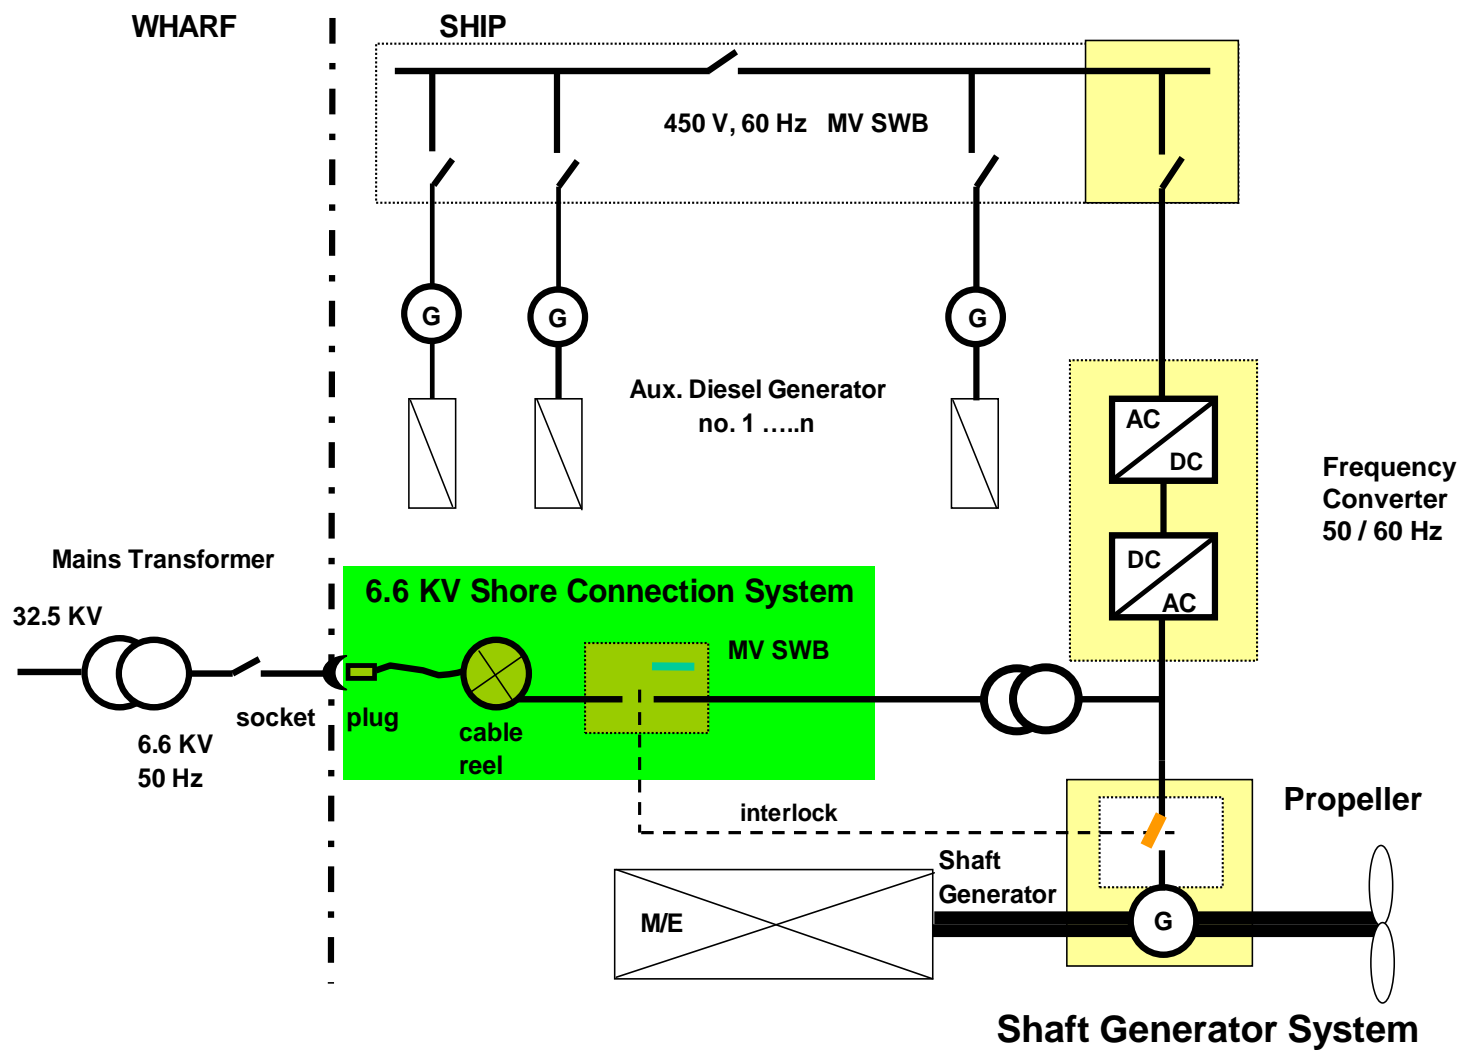 WHARF
SHIP
450 V, 60 Hz MV SWB
G
G
G
Aux. Diesel Generator
no. 1 .....n
AC
DC
Frequency
Converter
50 / 60 Hz
DC
AC
Mains Transformer
32.5 KV
6.6 KV Shore Connection System
MV SWB
socket
plug
cable
reel
6.6 KV
50 Hz
interlock
Propeller
Shaft
Generator
M/E
G
Shaft Generator System